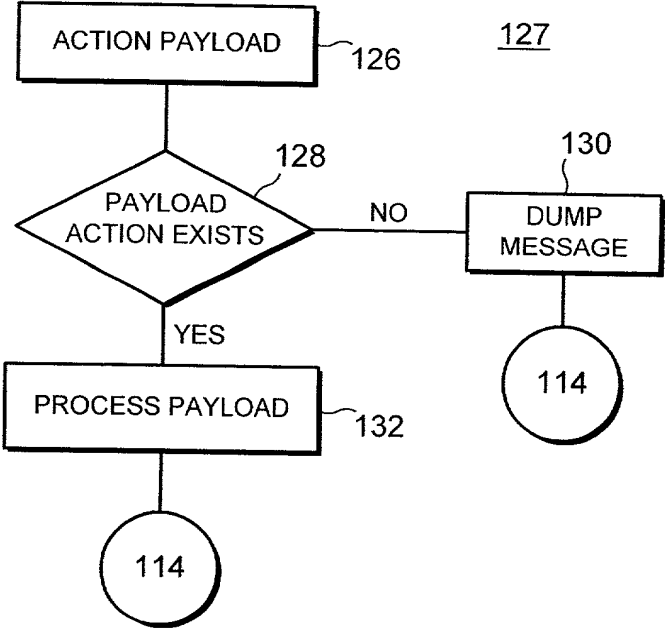 ACTION PAYLOAD
126
127
128
PAYLOAD
ACTION EXISTS
NO
130
DUMP
MESSAGE
YES
114
PROCESS PAYLOAD
132
114